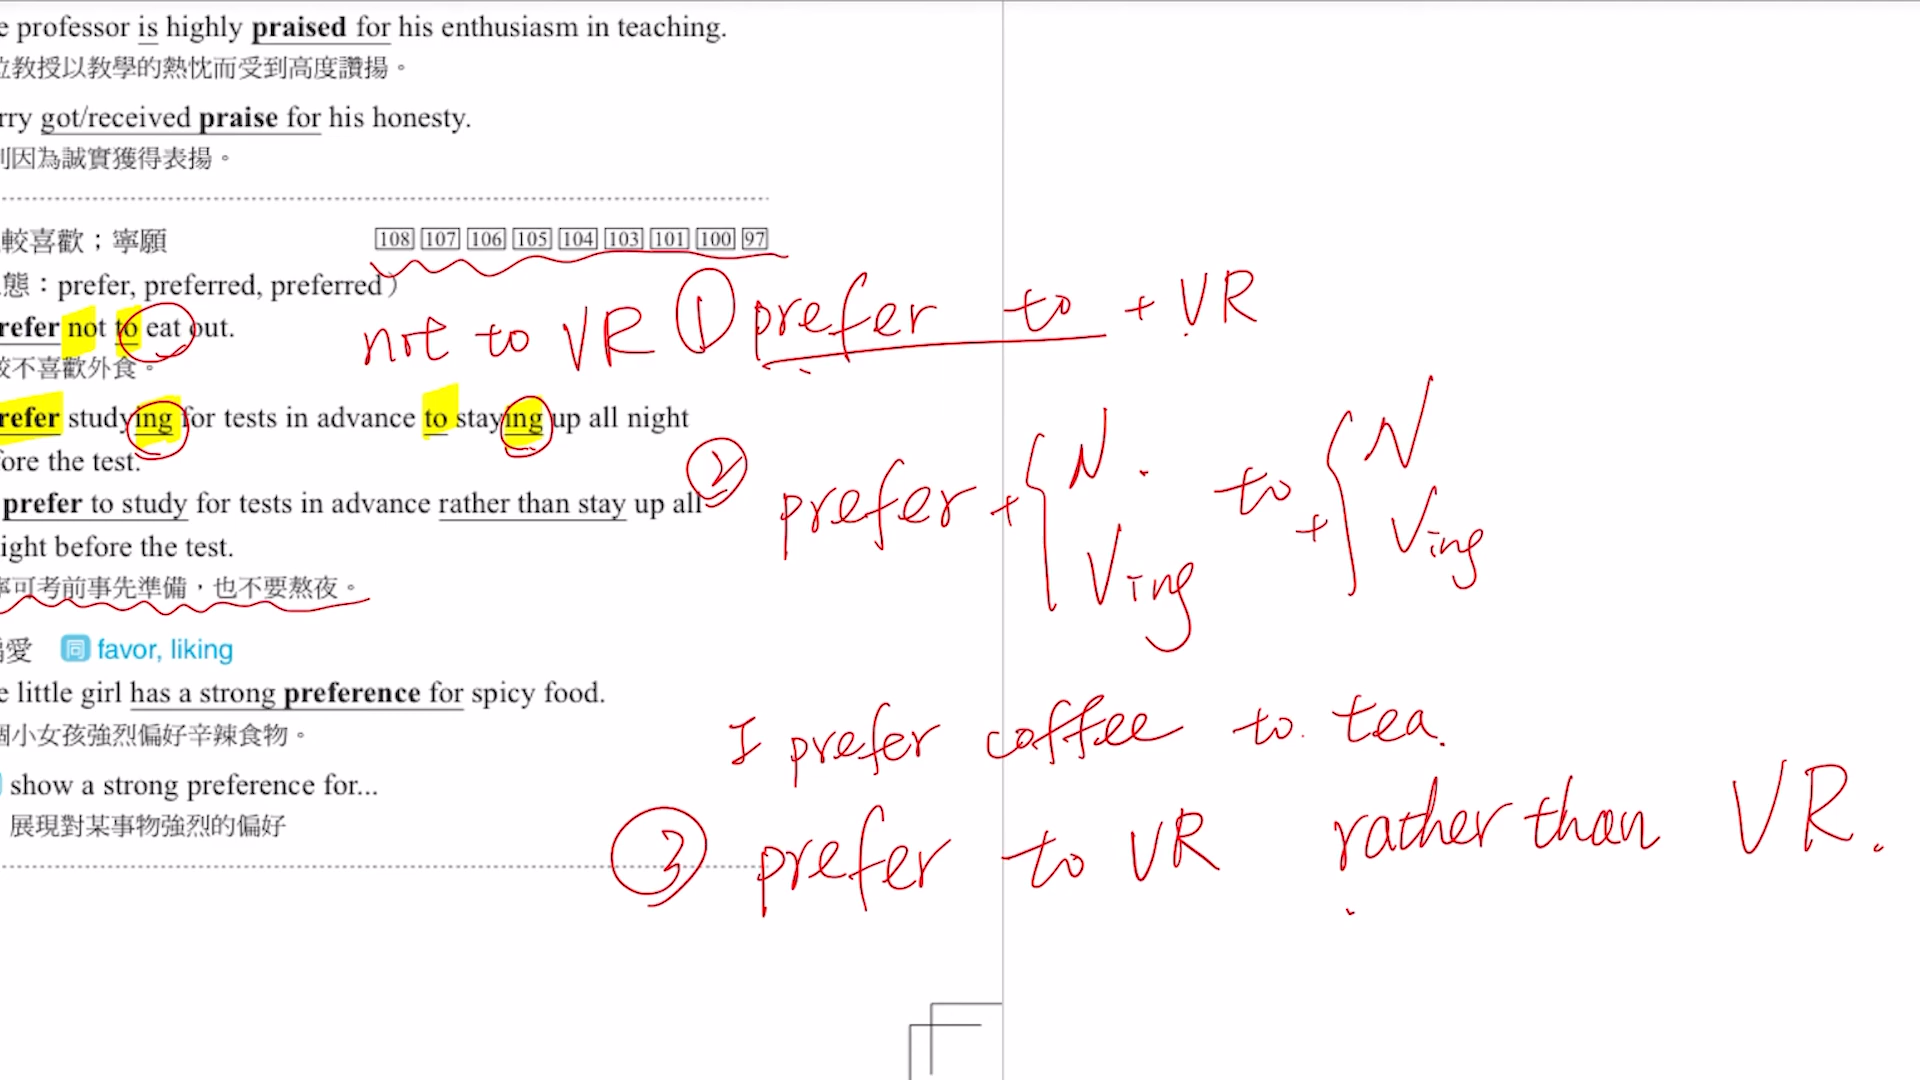 professor is highly praised for his enthusiasm in teaching.
教授以教學的熱忱而受到高度讚揚。
got/received praise for his honesty.
因為誠實獲得表揚。
較喜歡；寧願 108 107 106 105 104 103 101 100 97
態：prefer, preferred, preferred）
① prefer to + VR
refer not to eat out.
not to VR
不喜歡外食。
refer studying for tests in advance to staying up all night
② prefer + { N. Ving to + { N Ving
ore the test.
prefer to study for tests in advance rather than stay up all
ight before the test.
可考前事先準備，也不要熬夜。
愛 同 favor, liking
little girl has a strong preference for spicy food.
小女孩強烈偏好辛辣食物。
I prefer coffee to tea.
show a strong preference for...
展現對某事物強烈的偏好
③ prefer to VR rather than VR.